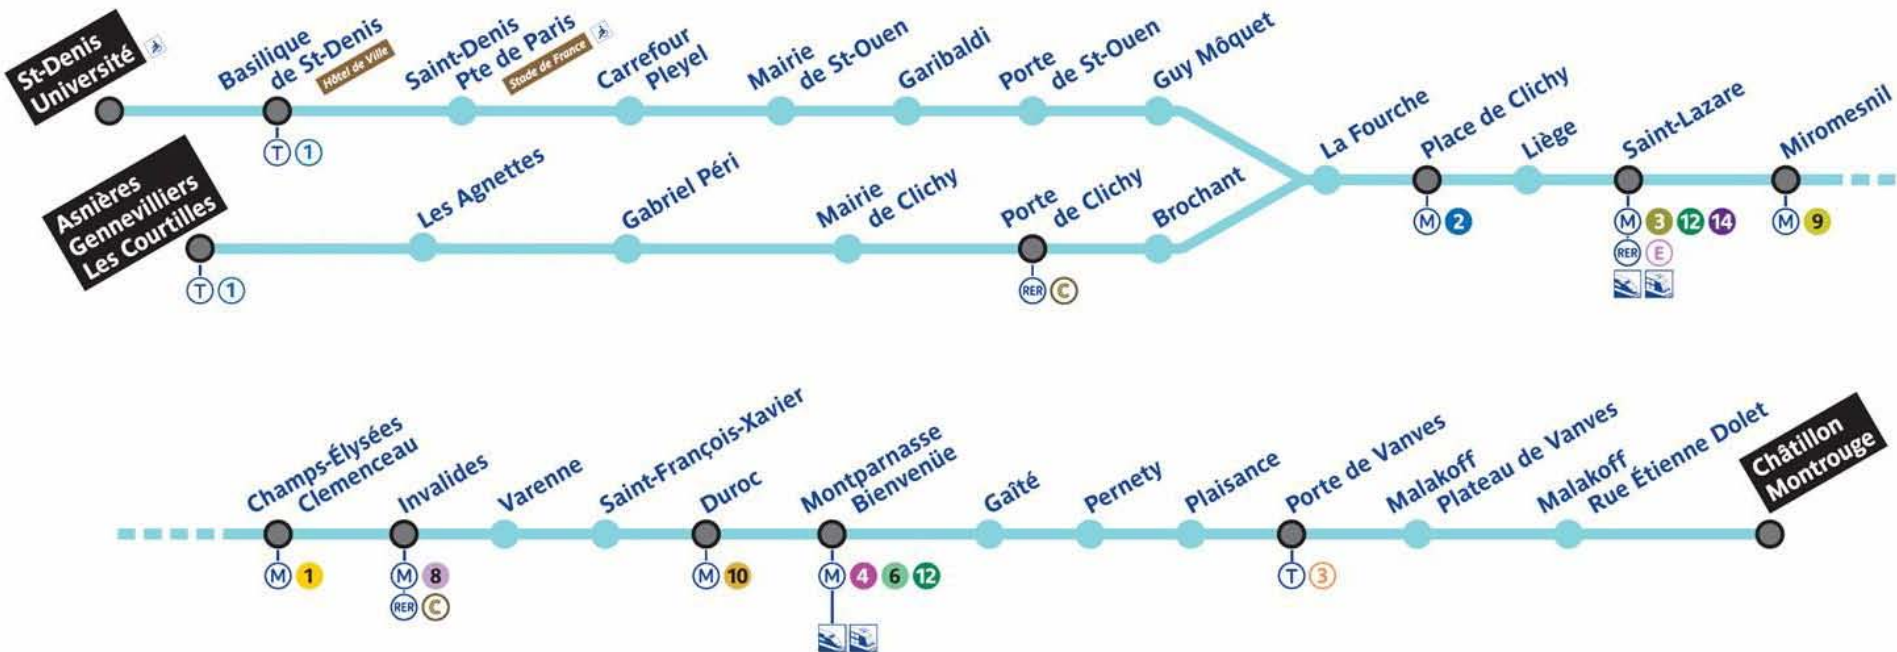 St-Denis
Université
Basilique
de St-Denis
Hôtel de Ville
Saint-Denis
Pte de Paris
Stade de France
Carrefour
Pleyel
Mairie
de St-Ouen
Garibaldi
Porte
de St-Ouen
Guy Môquet
T 1
Asnières
Gennevilliers
Les Courtilles
T 1
Les Agnettes
Gabriel Péri
Mairie
de Clichy
Porte
de Clichy
RER C
Brochant
La Fourche
Place de Clichy
M 2
Liège
Saint-Lazare
M 3 12 14
RER E
Miromesnil
M 9
Champs-Élysées
Clemenceau
M 1
Invalides
M 8
RER C
Varenne
Saint-François-Xavier
Duroc
M 10
Montparnasse
Bienvenüe
M 4 6 12
Gaîté
Pernety
Plaisance
Porte de Vanves
T 3
Malakoff
Plateau de Vanves
Malakoff
Rue Étienne Dolet
Châtillon
Montrouge